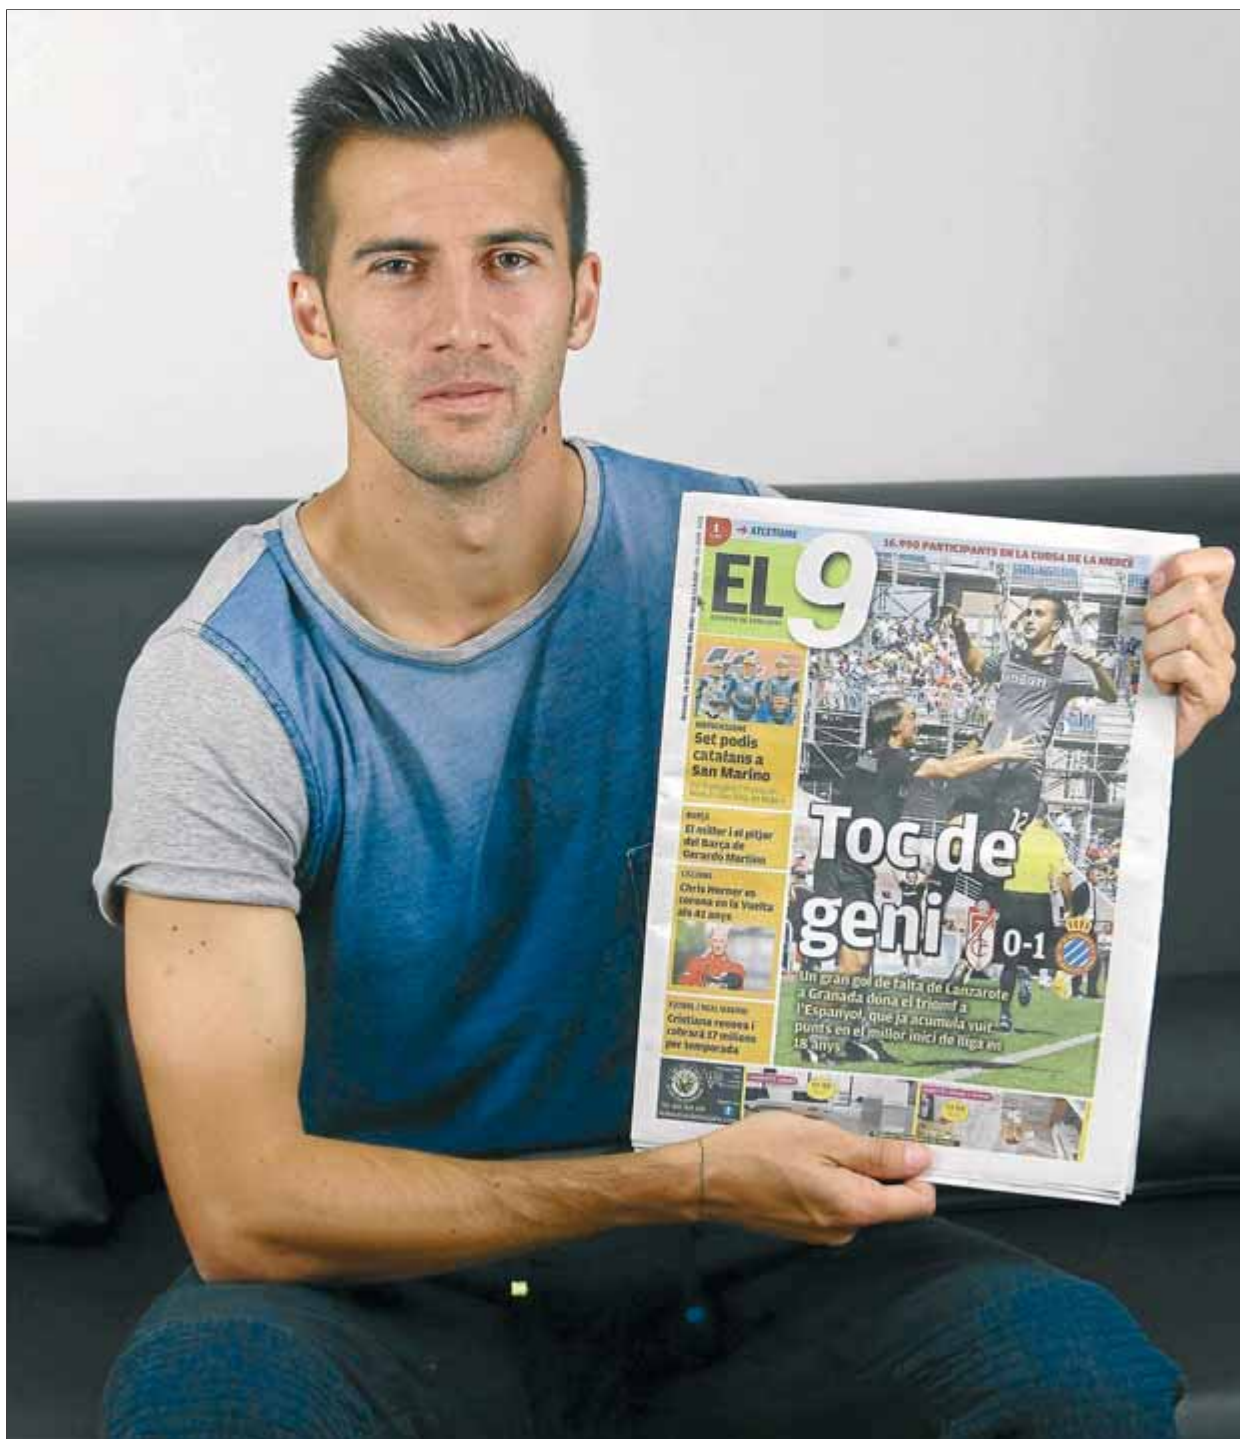 1
→ ATLETISME
16.990 PARTICIPANTS EN LA CURSA DE LA MERCÈ
EL 9
MOTOCICLISME
Set podis
catalans a
San Marino
BARÇA
El millor i el pitjor
del Barça de
Gerardo Martino
CICLISME
Chris Horner es
corona en la Vuelta
als 41 anys
FUTBOL / REAL MADRID
Cristiano renova i
cobrarà 17 milions
per temporada
12
Toc de
geni
0-1
Un gran gol de falta de Lanzarote
a Granada dona el triomf a
l'Espanyol, que ja acumula vuit
punts en el millor inici de lliga en
18 anys